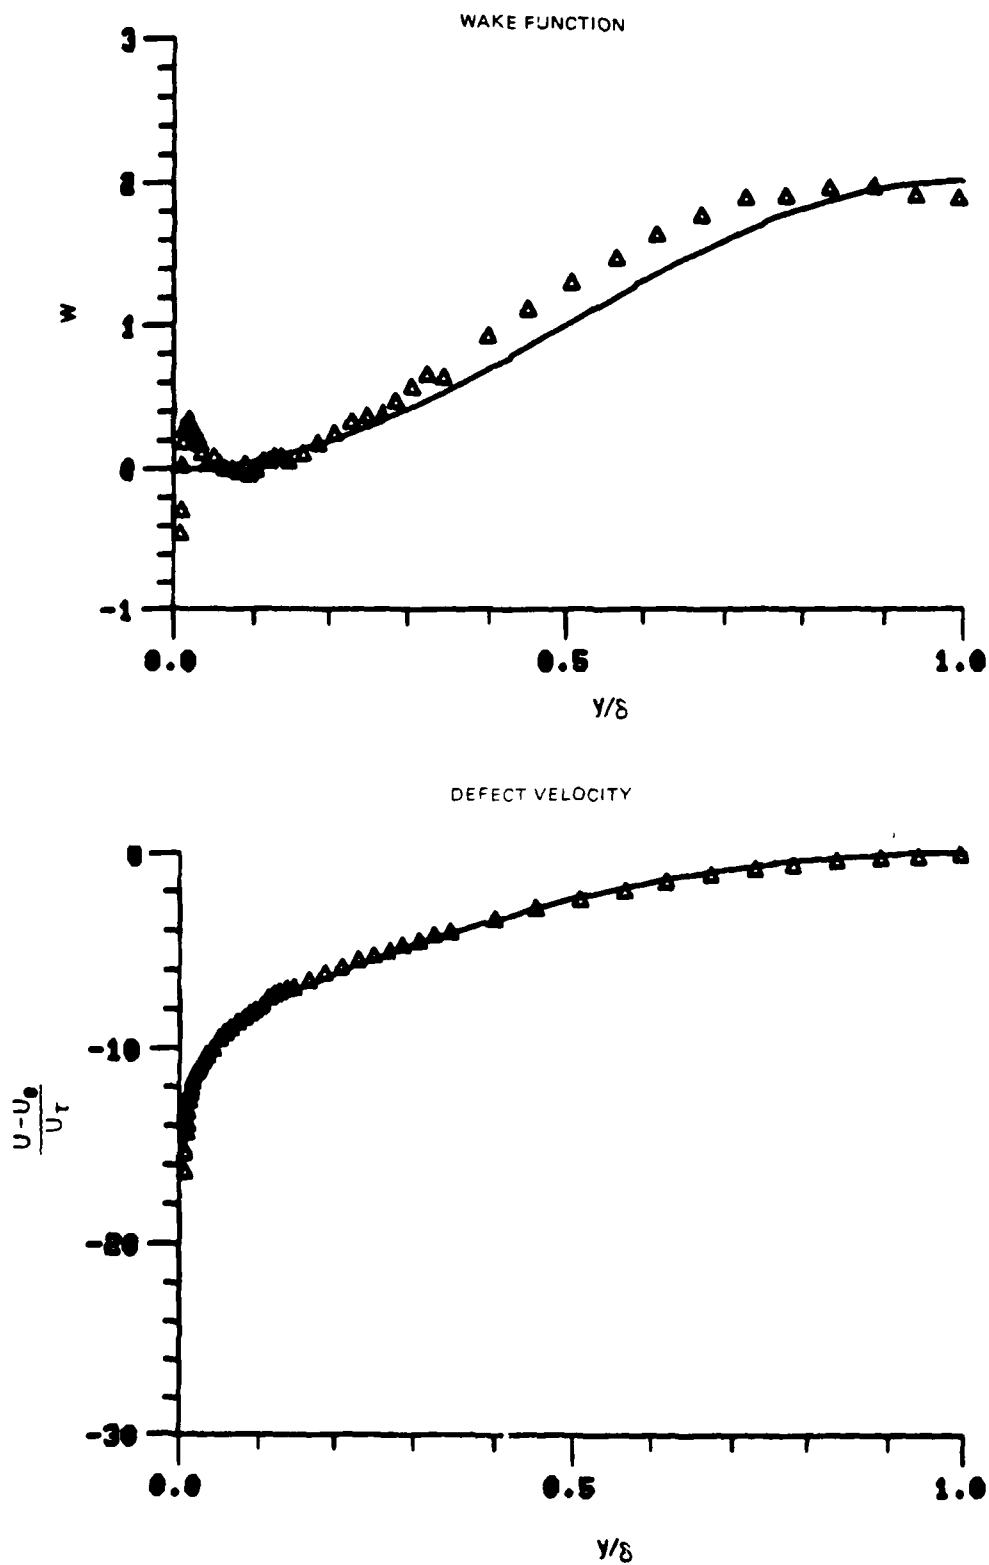 WAKE FUNCTION
3
2
1
0
-1
W
0.0 0.5 1.0
y/δ
DEFECT VELOCITY
0
-10
-20
-30
U-Ue
Uτ
0.0 0.5 1.0
y/δ